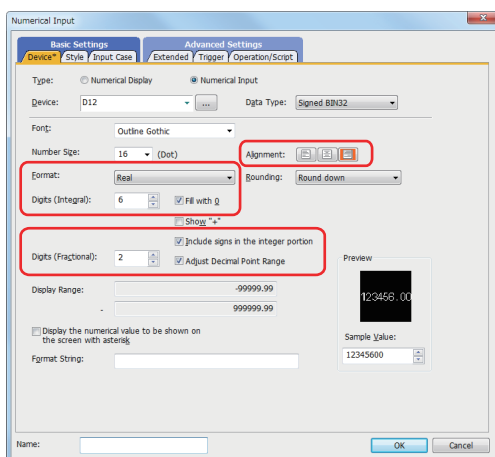 Numerical Input
Basic Settings Advanced Settings
Device* Style Input Case Extended Trigger Operation/Script
Type: Numerical Display Numerical Input
Device: D12 ... Data Type: Signed BIN32
Font: Outline Gothic
Number Size: 16 (Dot) Alignment:
Format: Real Rounding: Round down
Digits (Integral): 6 Fill with 0
Show "+"
Include signs in the integer portion
Digits (Fractional): 2 Adjust Decimal Point Range
Preview
Display Range: -99999.99
- 999999.99
123456.00
Display the numerical value to be shown on
the screen with asterisk
Sample Value:
Format String: 12345600
Name: OK Cancel